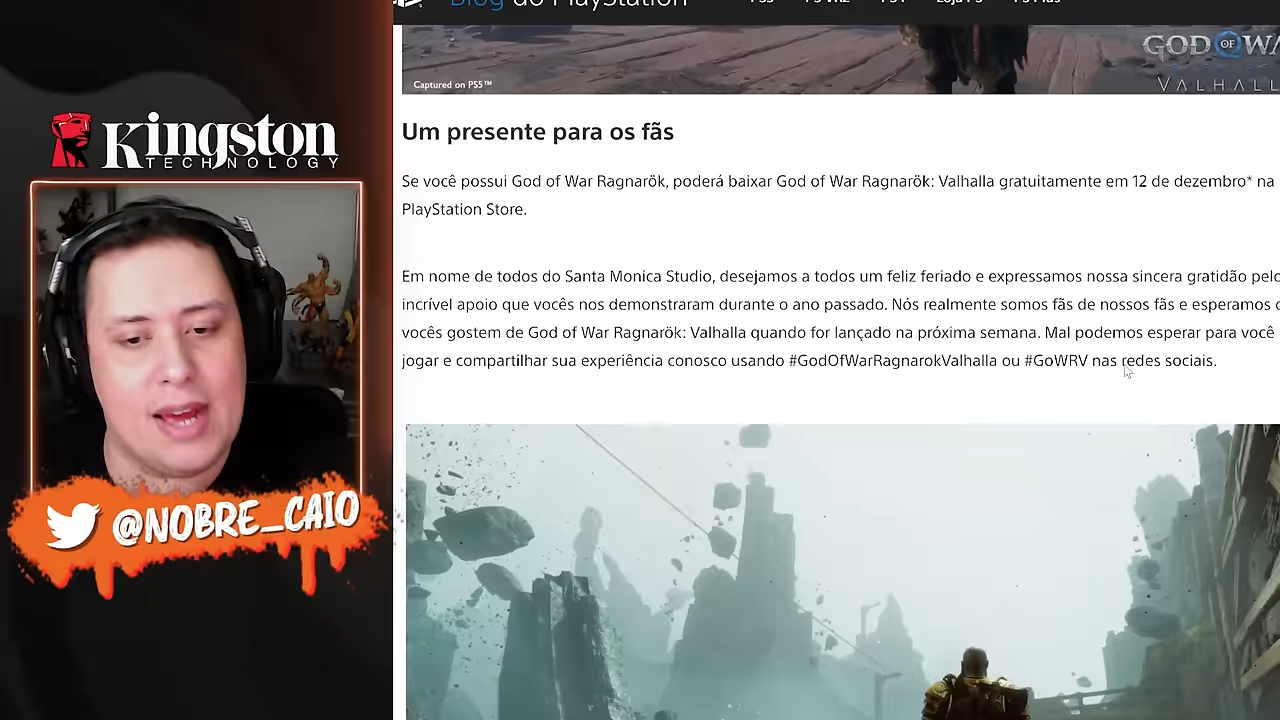 Blog do PlayStation
Captured on PS5™
GOD OF
Kingston
TECHNOLOGY
Um presente para os fãs
Se você possui God of War Ragnarök, poderá baixar God of War Ragnarök: Valhalla gratuitamente em 12 de dezembro* na
PlayStation Store.
Em nome de todos do Santa Monica Studio, desejamos a todos um feliz feriado e expressamos nossa sincera gratidão pelo
incrível apoio que vocês nos demonstraram durante o ano passado. Nós realmente somos fãs de nossos fãs e esperamos
vocês gostem de God of War Ragnarök: Valhalla quando for lançado na próxima semana. Mal podemos esperar para você
jogar e compartilhar sua experiência conosco usando #GodOfWarRagnarokValhalla ou #GoWRV nas redes sociais.
@NOBRE_CAIO